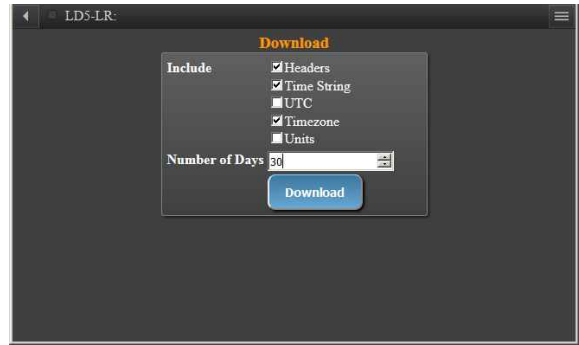 LD5-LR:
Download
Include Headers
Time String
UTC
Timezone
Units
Number of Days 30
Download